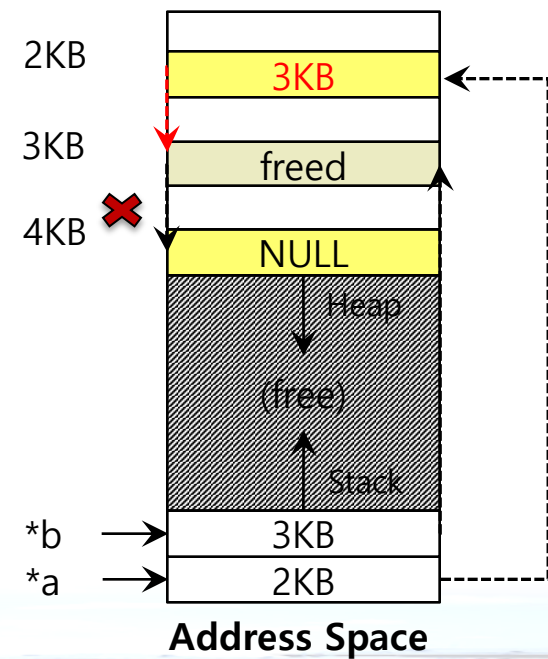 2KB
3KB
3KB
freed
4KB
NULL
Heap
(free)
Stack
*b
3KB
*a
2KB
Address Space